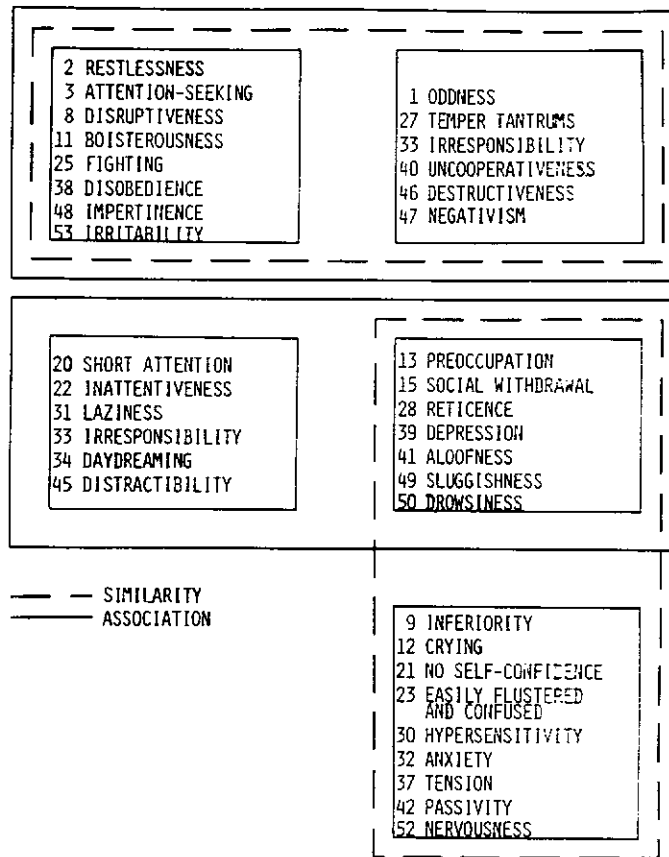 2 RESTLESSNESS
3 ATTENTION-SEEKING
8 DISRUPTIVENESS
11 BOISTEROUSNESS
25 FIGHTING
38 DISOBEDIENCE
48 IMPERTINENCE
53 IRRITABILITY
1 ODDNESS
27 TEMPER TANTRUMS
33 IRRESPONSIBILITY
40 UNCOOPERATIVENESS
46 DESTRUCTIVENESS
47 NEGATIVISM
20 SHORT ATTENTION
22 INATTENTIVENESS
31 LAZINESS
33 IRRESPONSIBILITY
34 DAYDREAMING
45 DISTRACTIBILITY
13 PREOCCUPATION
15 SOCIAL WITHDRAWAL
28 RETICENCE
39 DEPRESSION
41 ALOOFNESS
49 SLUGGISHNESS
50 DROWSINESS
SIMILARITY
ASSOCIATION
9 INFERIORITY
12 CRYING
21 NO SELF-CONFIDENCE
23 EASILY FLUSTERED
AND CONFUSED
30 HYPERSENSITIVITY
32 ANXIETY
37 TENSION
42 PASSIVITY
52 NERVOUSNESS